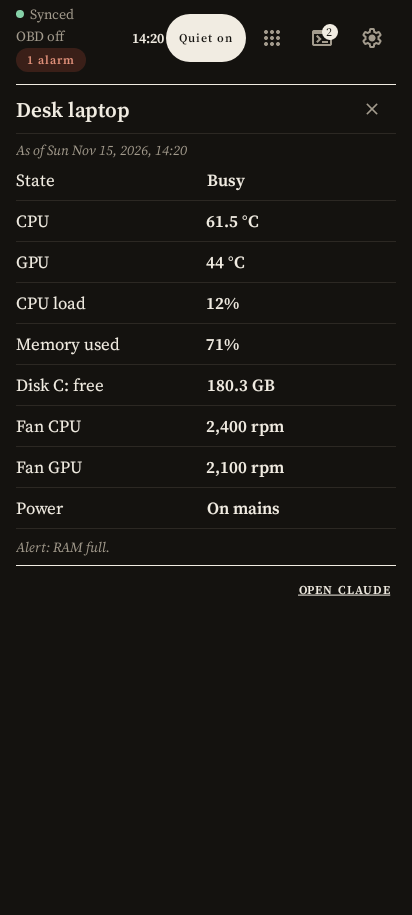 Synced
OBD off
1 alarm
14:20
Quiet on
2
Desk laptop
As of Sun Nov 15, 2026, 14:20
State Busy
CPU 61.5 °C
GPU 44 °C
CPU load 12%
Memory used 71%
Disk C: free 180.3 GB
Fan CPU 2,400 rpm
Fan GPU 2,100 rpm
Power On mains
Alert: RAM full.
OPEN CLAUDE